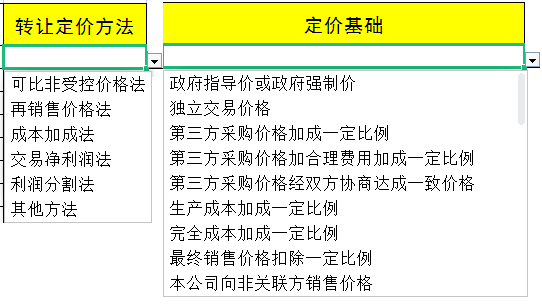 转让定价方法
定价基础
可比非受控价格法
再销售价格法
成本加成法
交易净利润法
利润分割法
其他方法
政府指导价或政府强制价
独立交易价格
第三方采购价格加成一定比例
第三方采购价格加合理费用加成一定比例
第三方采购价格经双方协商达成一致价格
生产成本加成一定比例
完全成本加成一定比例
最终销售价格扣除一定比例
本公司向非关联方销售价格